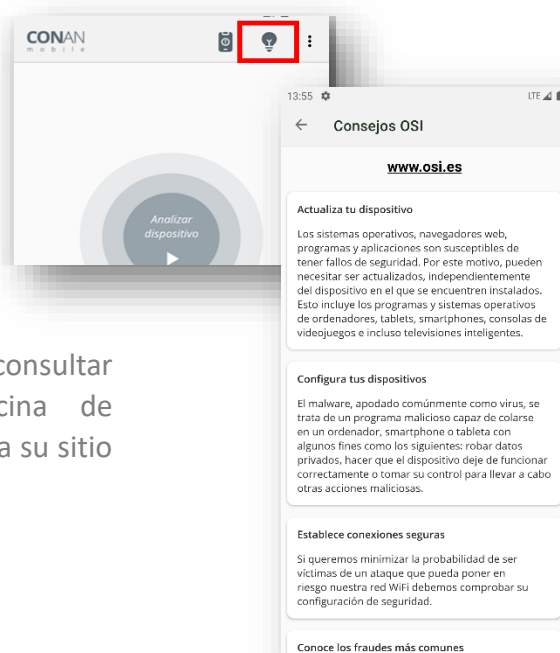 CONAN
mobile
Analizar
dispositivo
consultar
de
a su sitio
13:55
LTE
Consejos OSI
www.osi.es
Actualiza tu dispositivo
Los sistemas operativos, navegadores web,
programas y aplicaciones son susceptibles de
tener fallos de seguridad. Por este motivo, pueden
necesitar ser actualizados, independientemente
del dispositivo en el que se encuentren instalados.
Esto incluye los programas y sistemas operativos
de ordenadores, tablets, smartphones, consolas de
videojuegos e incluso televisiones inteligentes.
Configura tus dispositivos
El malware, apodado comúnmente como virus, se
trata de un programa malicioso capaz de colarse
en un ordenador, smartphone o tableta con
algunos fines como los siguientes: robar datos
privados, hacer que el dispositivo deje de funcionar
correctamente o tomar su control para llevar a cabo
otras acciones maliciosas.
Establece conexiones seguras
Si queremos minimizar la probabilidad de ser
víctimas de un ataque que pueda poner en
riesgo nuestra red WiFi debemos comprobar su
configuración de seguridad.
Conoce los fraudes más comunes